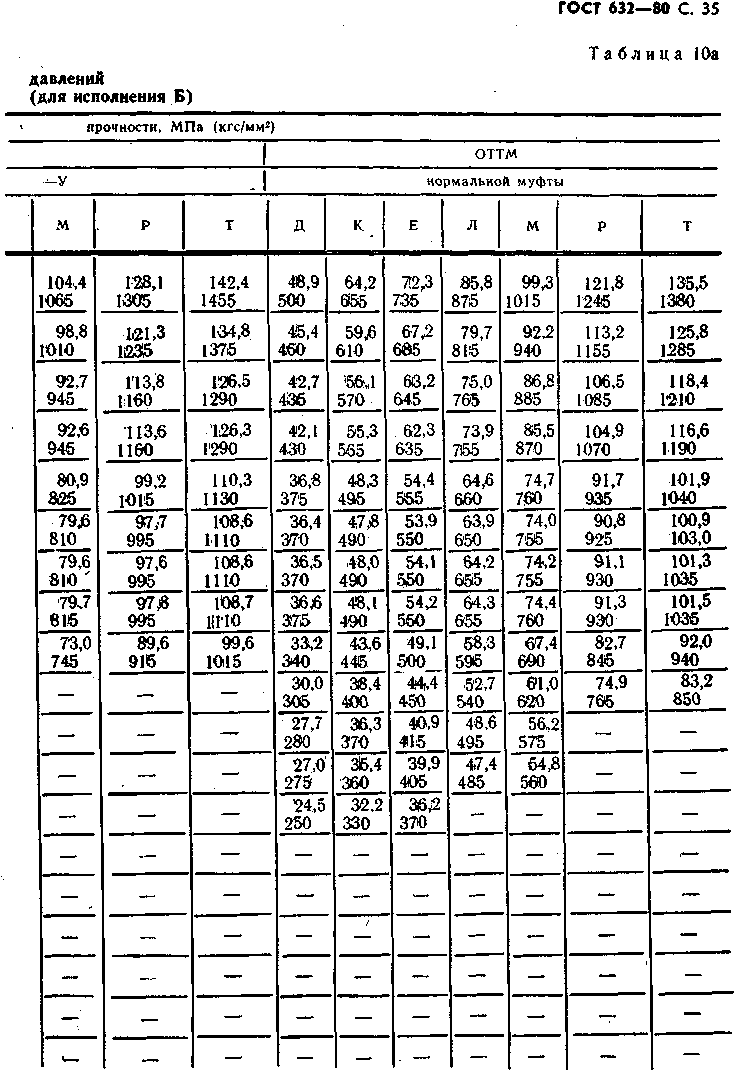 ГОСТ 632—80 С. 35
Таблица 10а
давлений
(для исполнения Б)
прочности, МПа (кгс/мм²)
ОТТМ
—У нормальной муфты
М Р Т Д К Е Л М Р Т
104,4 128,1 142,4 48,9 64,2 72,3 85,8 99,3 121,8 135,5
1065 1305 1455 500 655 735 875 1015 1245 1380
98,8 121,3 134,8 45,4 59,6 67,2 79,7 92,2 113,2 125,8
1010 1235 1375 460 610 685 815 940 1155 1285
92,7 113,8 126,5 42,7 56,1 63,2 75,0 86,8 106,5 118,4
945 1160 1290 435 570 645 765 885 1085 1210
92,6 113,6 126,3 42,1 55,3 62,3 73,9 85,5 104,9 116,6
945 1160 1290 430 565 635 755 870 1070 1190
80,9 99,2 110,3 36,8 48,3 54,4 64,6 74,7 91,7 101,9
825 1015 1130 375 495 555 660 760 935 1040
79,6 97,7 108,6 36,4 47,8 53,9 63,9 74,0 90,8 100,9
810 995 1110 370 490 550 650 755 925 103,0
79,6 97,6 108,6 36,5 48,0 54,1 64,2 74,2 91,1 101,3
810 995 1110 370 490 550 655 755 930 1035
79,7 97,8 108,7 36,6 48,1 54,2 64,3 74,4 91,3 101,5
815 995 1110 375 490 550 655 760 930 1035
73,0 89,6 99,6 33,2 43,6 49,1 58,3 67,4 82,7 92,0
745 915 1015 340 445 500 595 690 845 940
— — — 30,0 38,4 44,4 52,7 61,0 74,9 83,2
305 400 450 540 620 765 850
— — — 27,7 36,3 40,9 48,6 56,2 — —
280 370 415 495 575
— — — 27,0 35,4 39,9 47,4 54,8 — —
275 360 405 485 560
— — — 24,5 32,2 36,2 — — — —
250 330 370
— — — — — — — — — —
— — — — — — — — — —
— — — — — — — — — —
— — — — — — — — — —
— — — — — — — — — —
— — — — — — — — — —